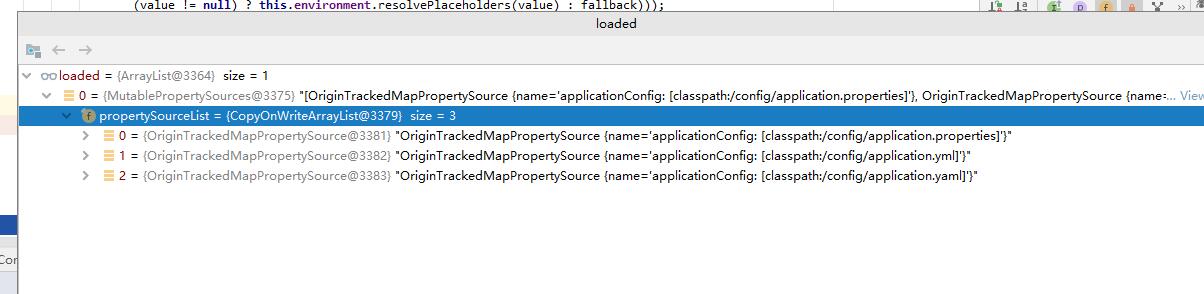 (value != null) ? this.environment.resolvePlaceholders(value) : fallback)));
loaded
loaded = {ArrayList@3364} size = 1
0 = {MutablePropertySources@3375} "[OriginTrackedMapPropertySource {name='applicationConfig: [classpath:/config/application.properties]'}, OriginTrackedMapPropertySource {name=... View
f propertySourceList = {CopyOnWriteArrayList@3379} size = 3
0 = {OriginTrackedMapPropertySource@3381} "OriginTrackedMapPropertySource {name='applicationConfig: [classpath:/config/application.properties]'}"
1 = {OriginTrackedMapPropertySource@3382} "OriginTrackedMapPropertySource {name='applicationConfig: [classpath:/config/application.yml]'}"
2 = {OriginTrackedMapPropertySource@3383} "OriginTrackedMapPropertySource {name='applicationConfig: [classpath:/config/application.yaml]'}"
Cor